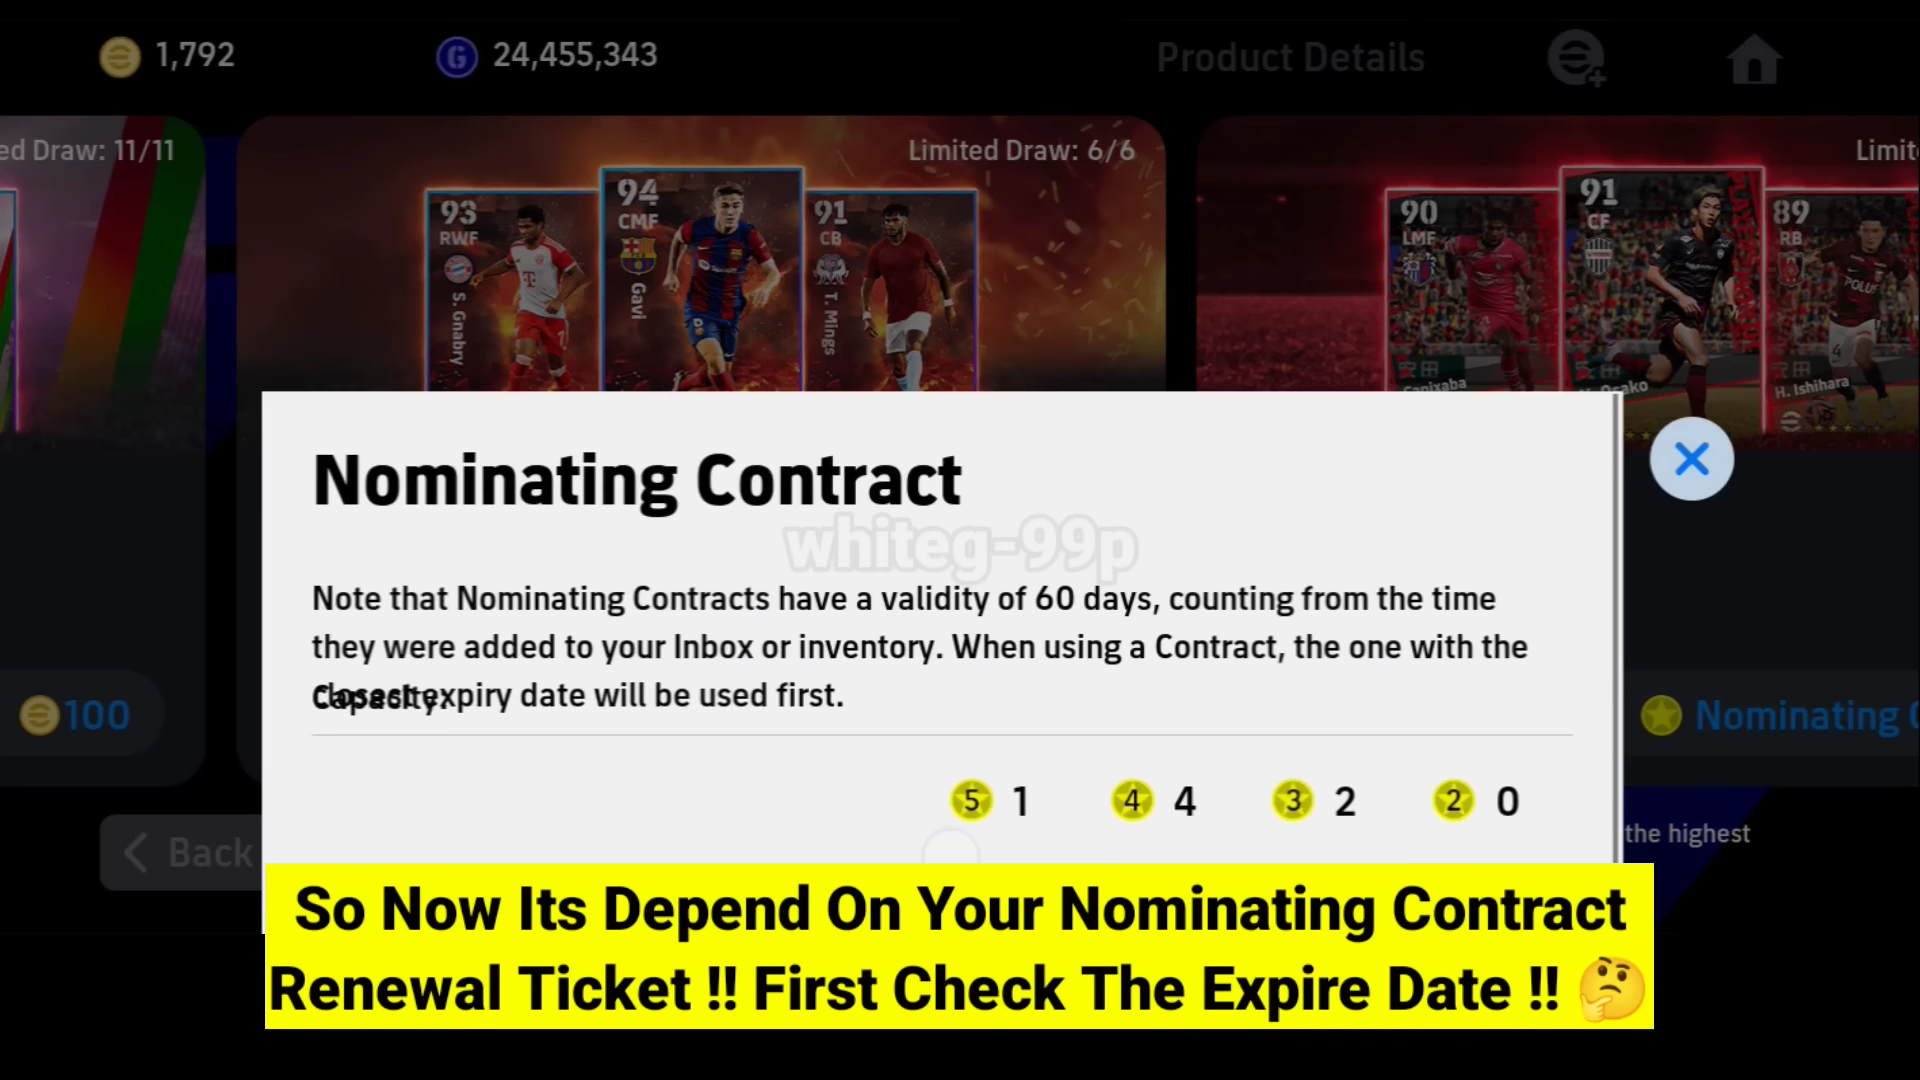 1,792
24,455,343
Product Details
ed Draw: 11/11
Limited Draw: 6/6
Limit
93
RWF
S. Gnabry
94
CMF
Gavi
91
CB
T. Mings
90
LMF
Capixaba
91
CF
Osako
89
RB
H. Ishihara
Nominating Contract
whiteg-99p
Note that Nominating Contracts have a validity of 60 days, counting from the time
they were added to your Inbox or inventory. When using a Contract, the one with the
closest expiry date will be used first.
Capacity:
100
Nominating C
5 1 4 4 3 2 2 0
Back
the highest
So Now Its Depend On Your Nominating Contract
Renewal Ticket !! First Check The Expire Date !! 🤔